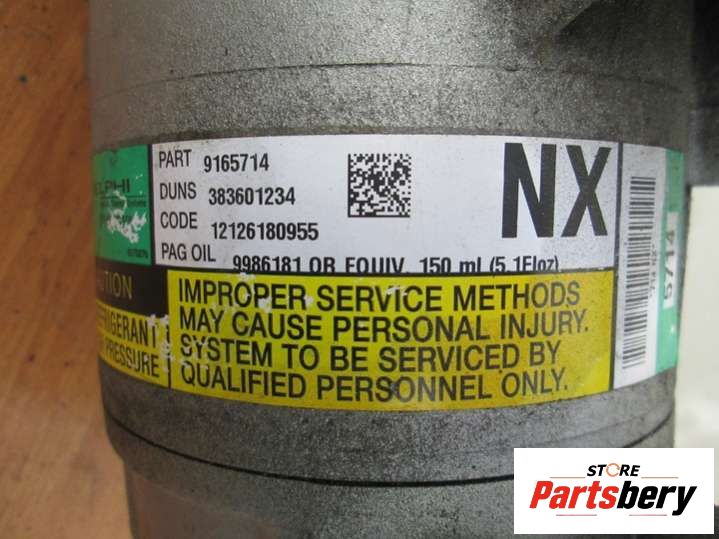 PART 9165714
DUNS 383601234
CODE 12126180955
PAG OIL 9986181 OR EQUIV. 150 ml (5.1Floz)
NX
5714
IMPROPER SERVICE METHODS
MAY CAUSE PERSONAL INJURY.
SYSTEM TO BE SERVICED BY
QUALIFIED PERSONNEL ONLY.
PRESSURE
STORE
Partsbery